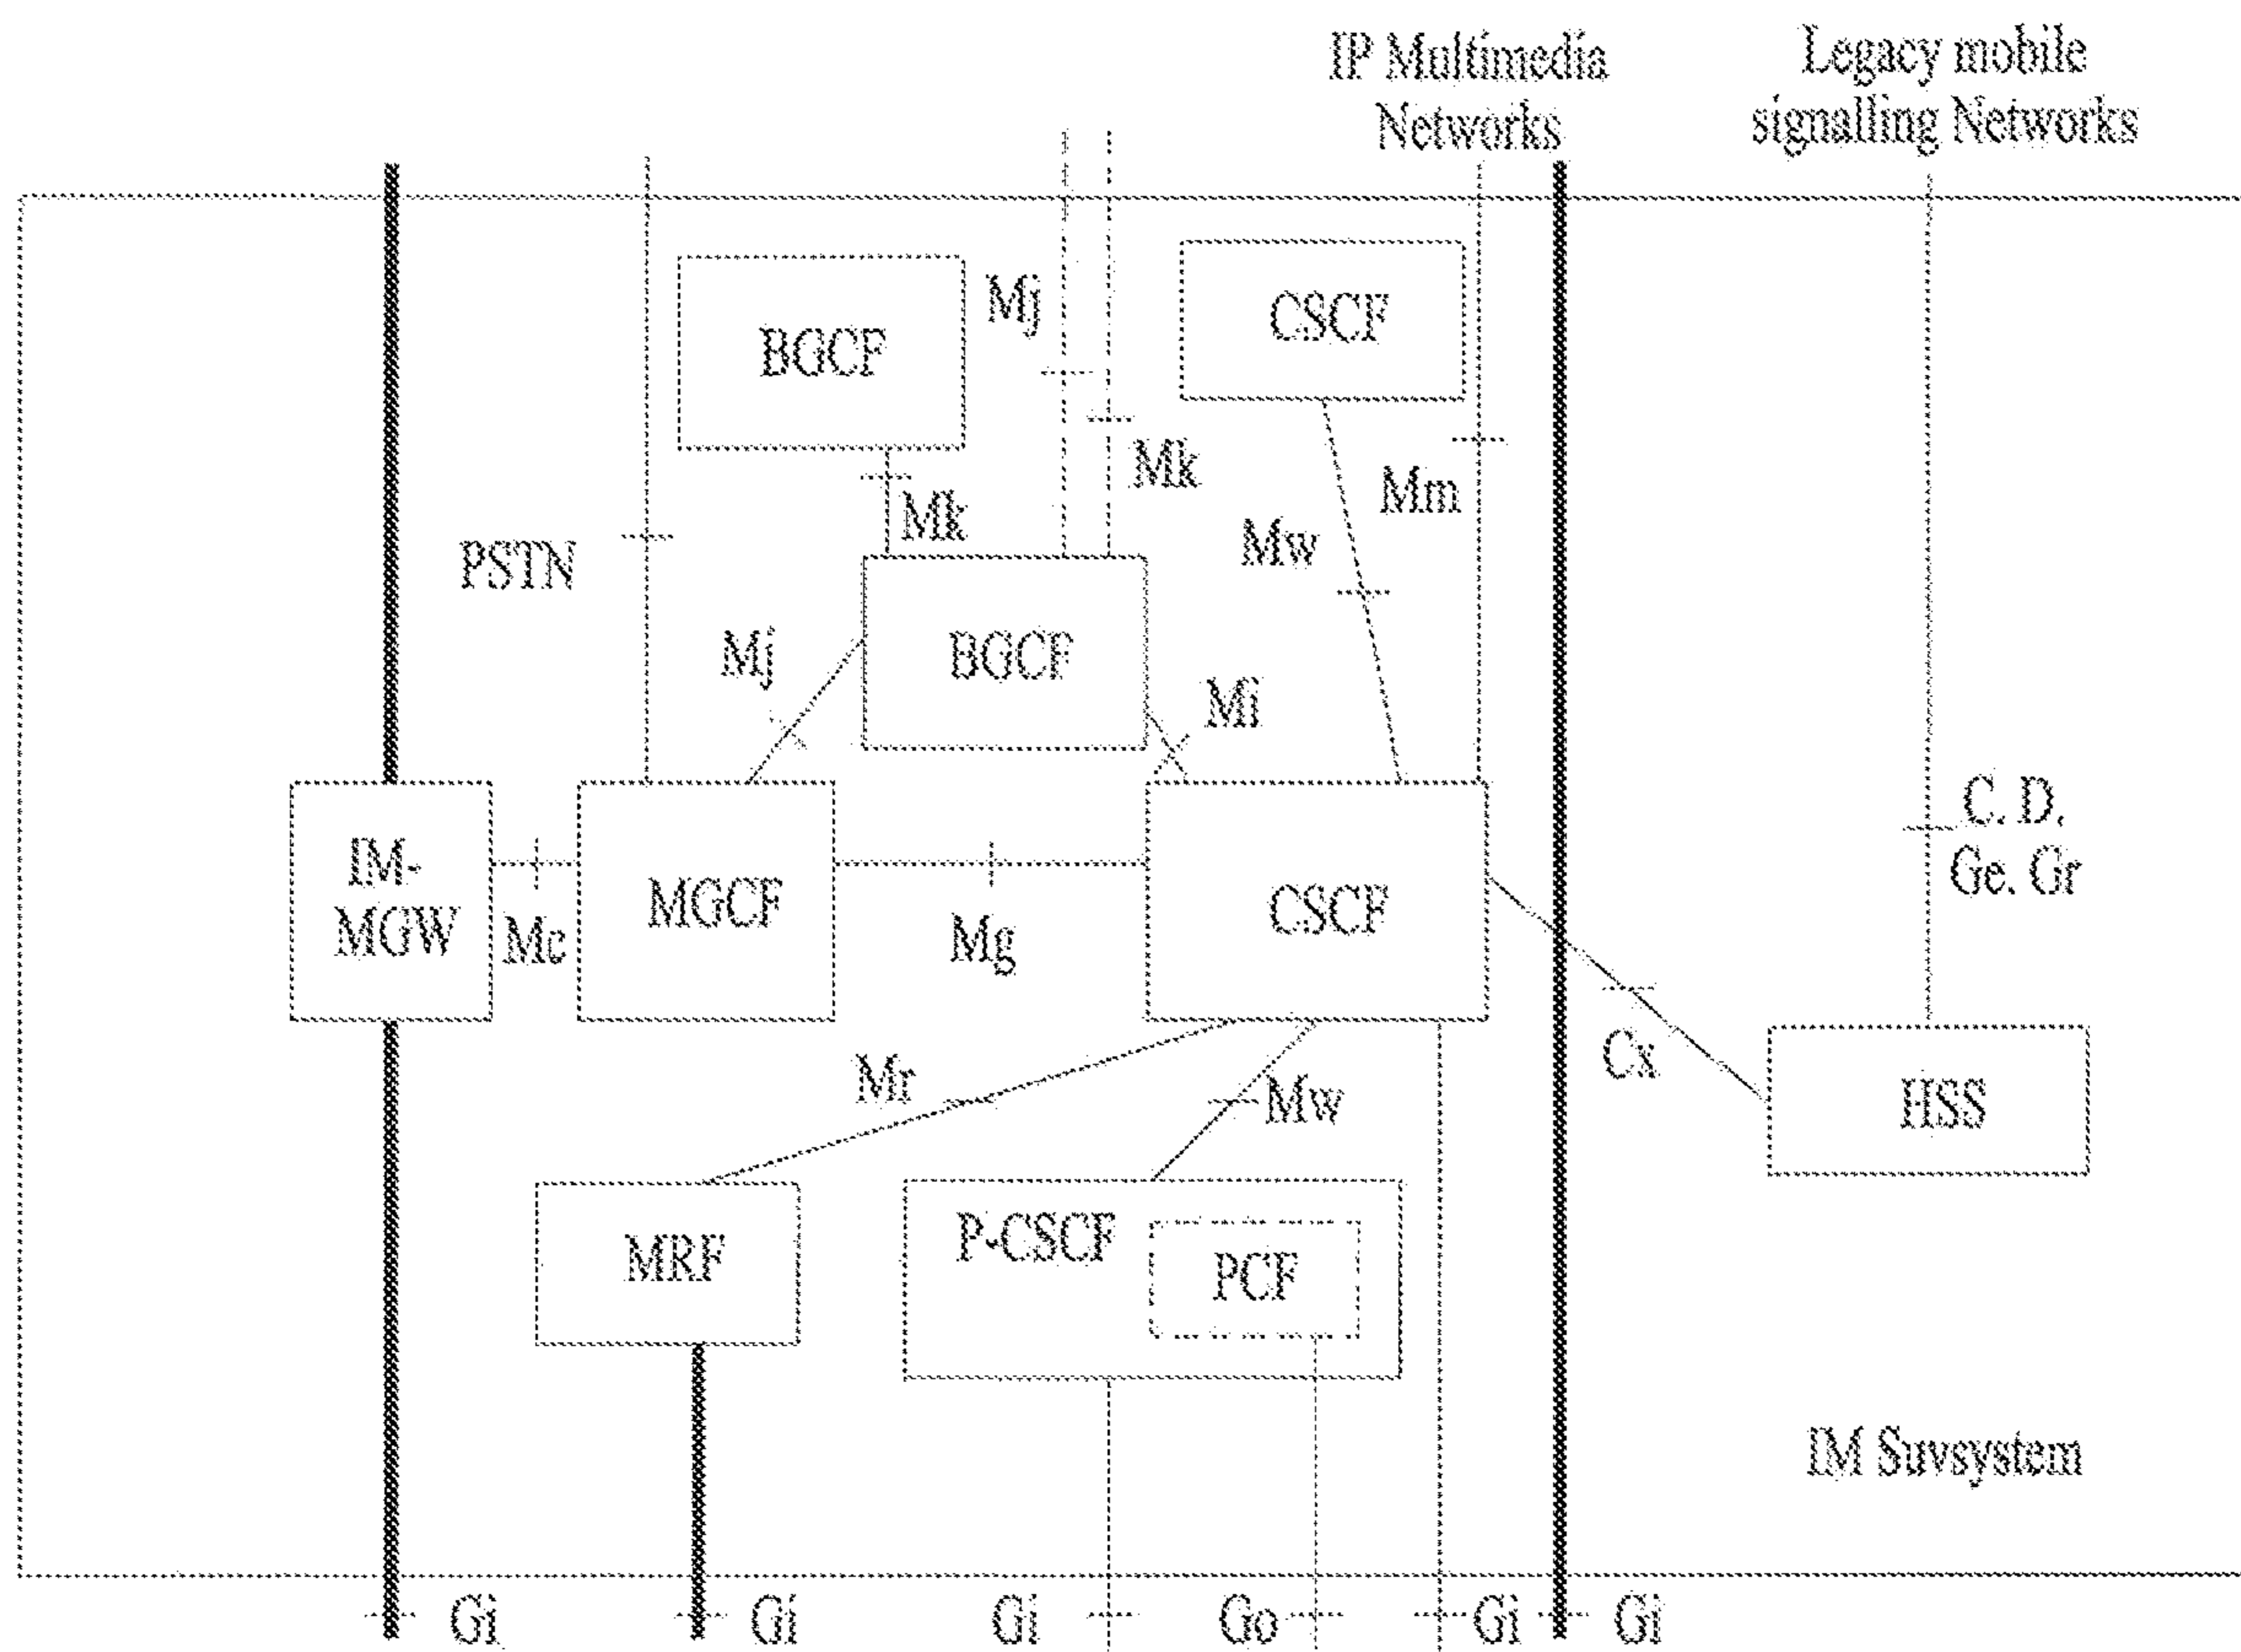 IP Multimedia
Networks
Legacy mobile
signalling Networks
BGCF
Mj
CSCF
Mk
Mk
Mm
Mw
PSTN
Mj
BGCF
Mi
C. D.
Ge. Gr
IM-
MGW
Mc
MGCF
Mg
CSCF
Cx
Mr
Mw
HSS
MRF
P-CSCF
PCF
IM Suvsystem
Gi
Gi
Gi
Go
Gi
Gi